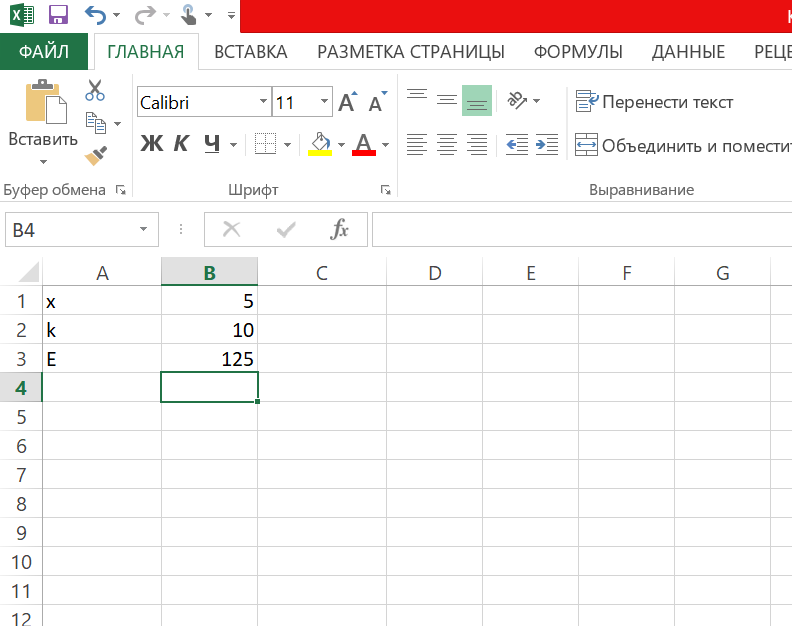 К
ФАЙЛ ГЛАВНАЯ ВСТАВКА РАЗМЕТКА СТРАНИЦЫ ФОРМУЛЫ ДАННЫЕ РЕЦЕ
Вставить
Calibri 11
Ж К Ч А
Перенести текст
Объединить и поместит
Буфер обмена Шрифт Выравнивание
B4 fx
A B C D E F G
1 x 5
2 k 10
3 E 125
4
5
6
7
8
9
10
11
12